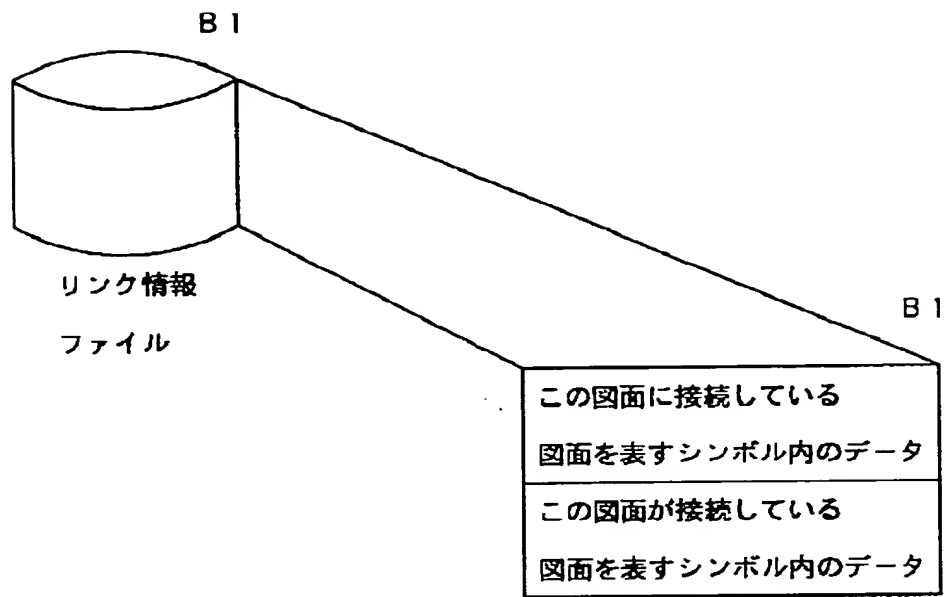 B1
リンク情報
ファイル
B1
この図面に接続している
図面を表すシンボル内のデータ
この図面が接続している
図面を表すシンボル内のデータ